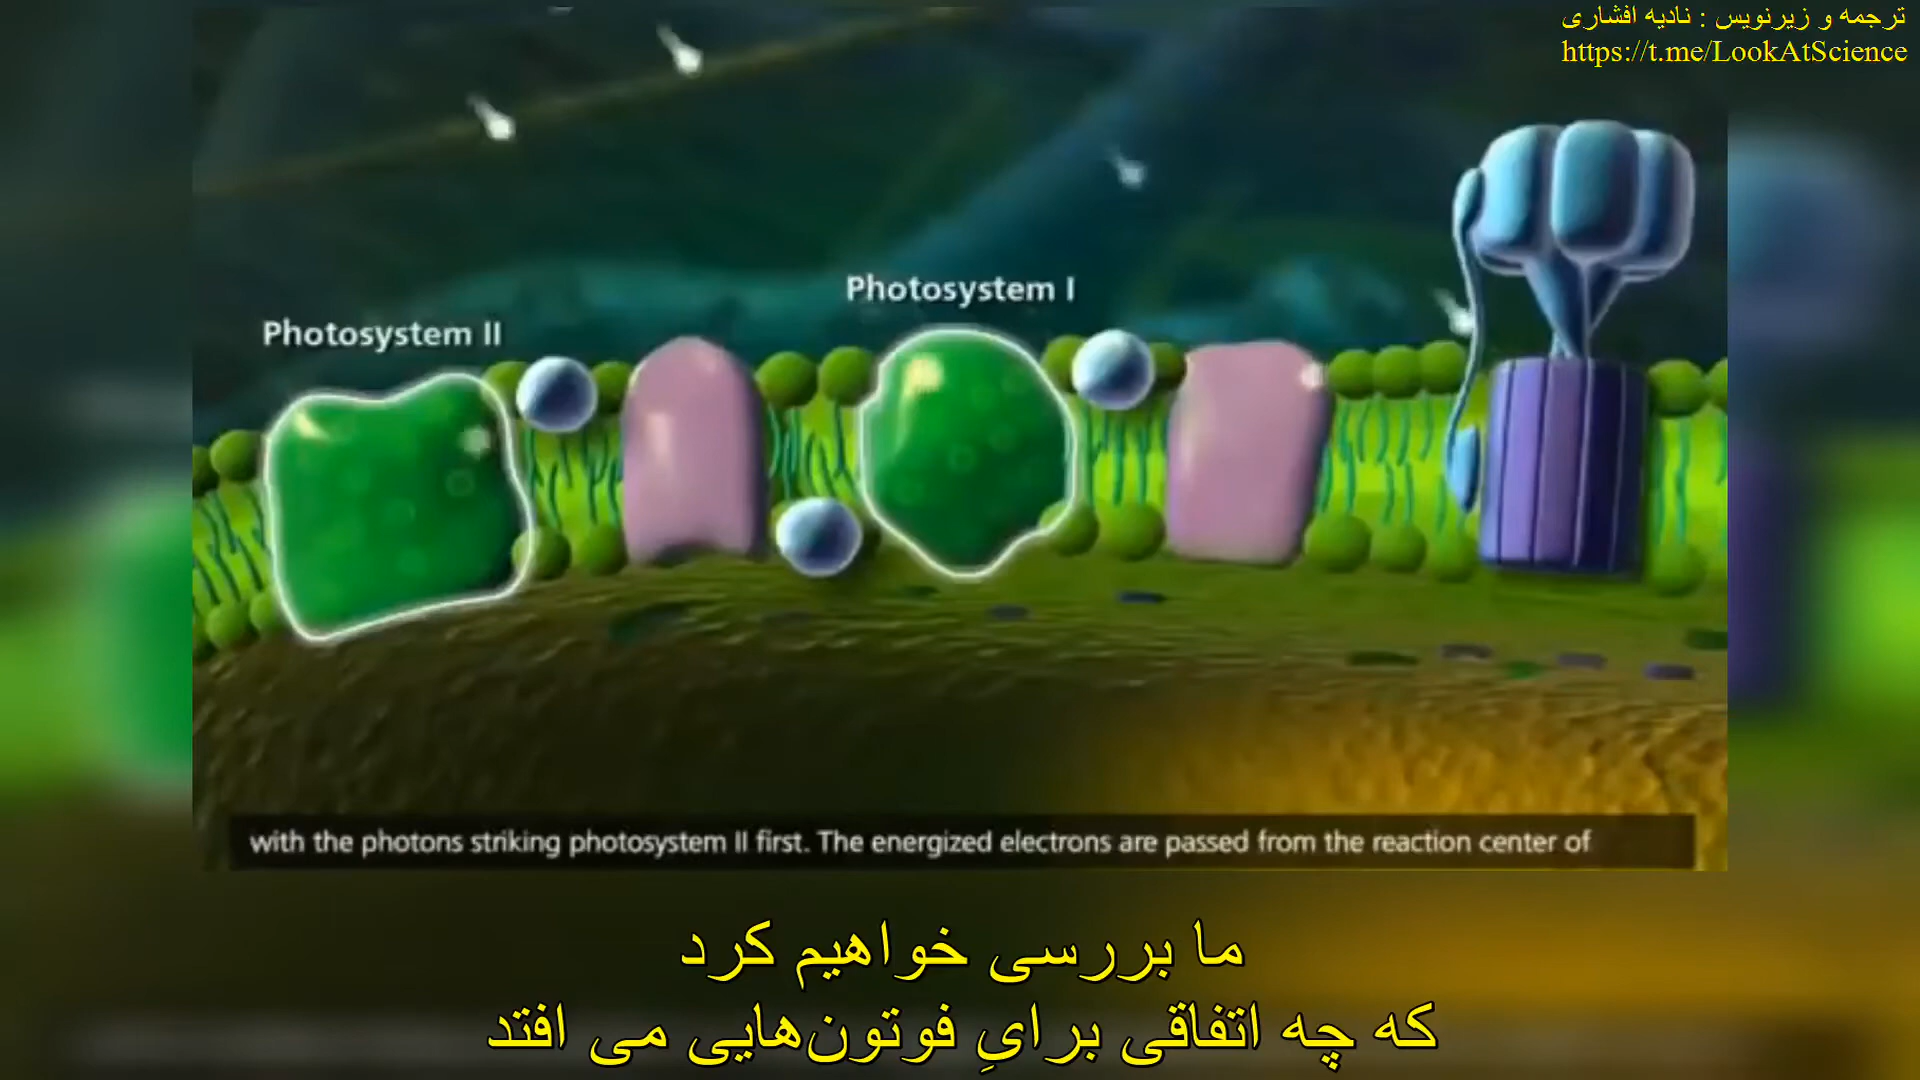 ترجمه و زیرنویس : نادیه افشاری
https://t.me/LookAtScience
Photosystem I
Photosystem II
with the photons striking photosystem II first. The energized electrons are passed from the reaction center of
ما بررسی خواهیم کرد
که چه اتفاقی برایِ فوتون‌هایی می افتد